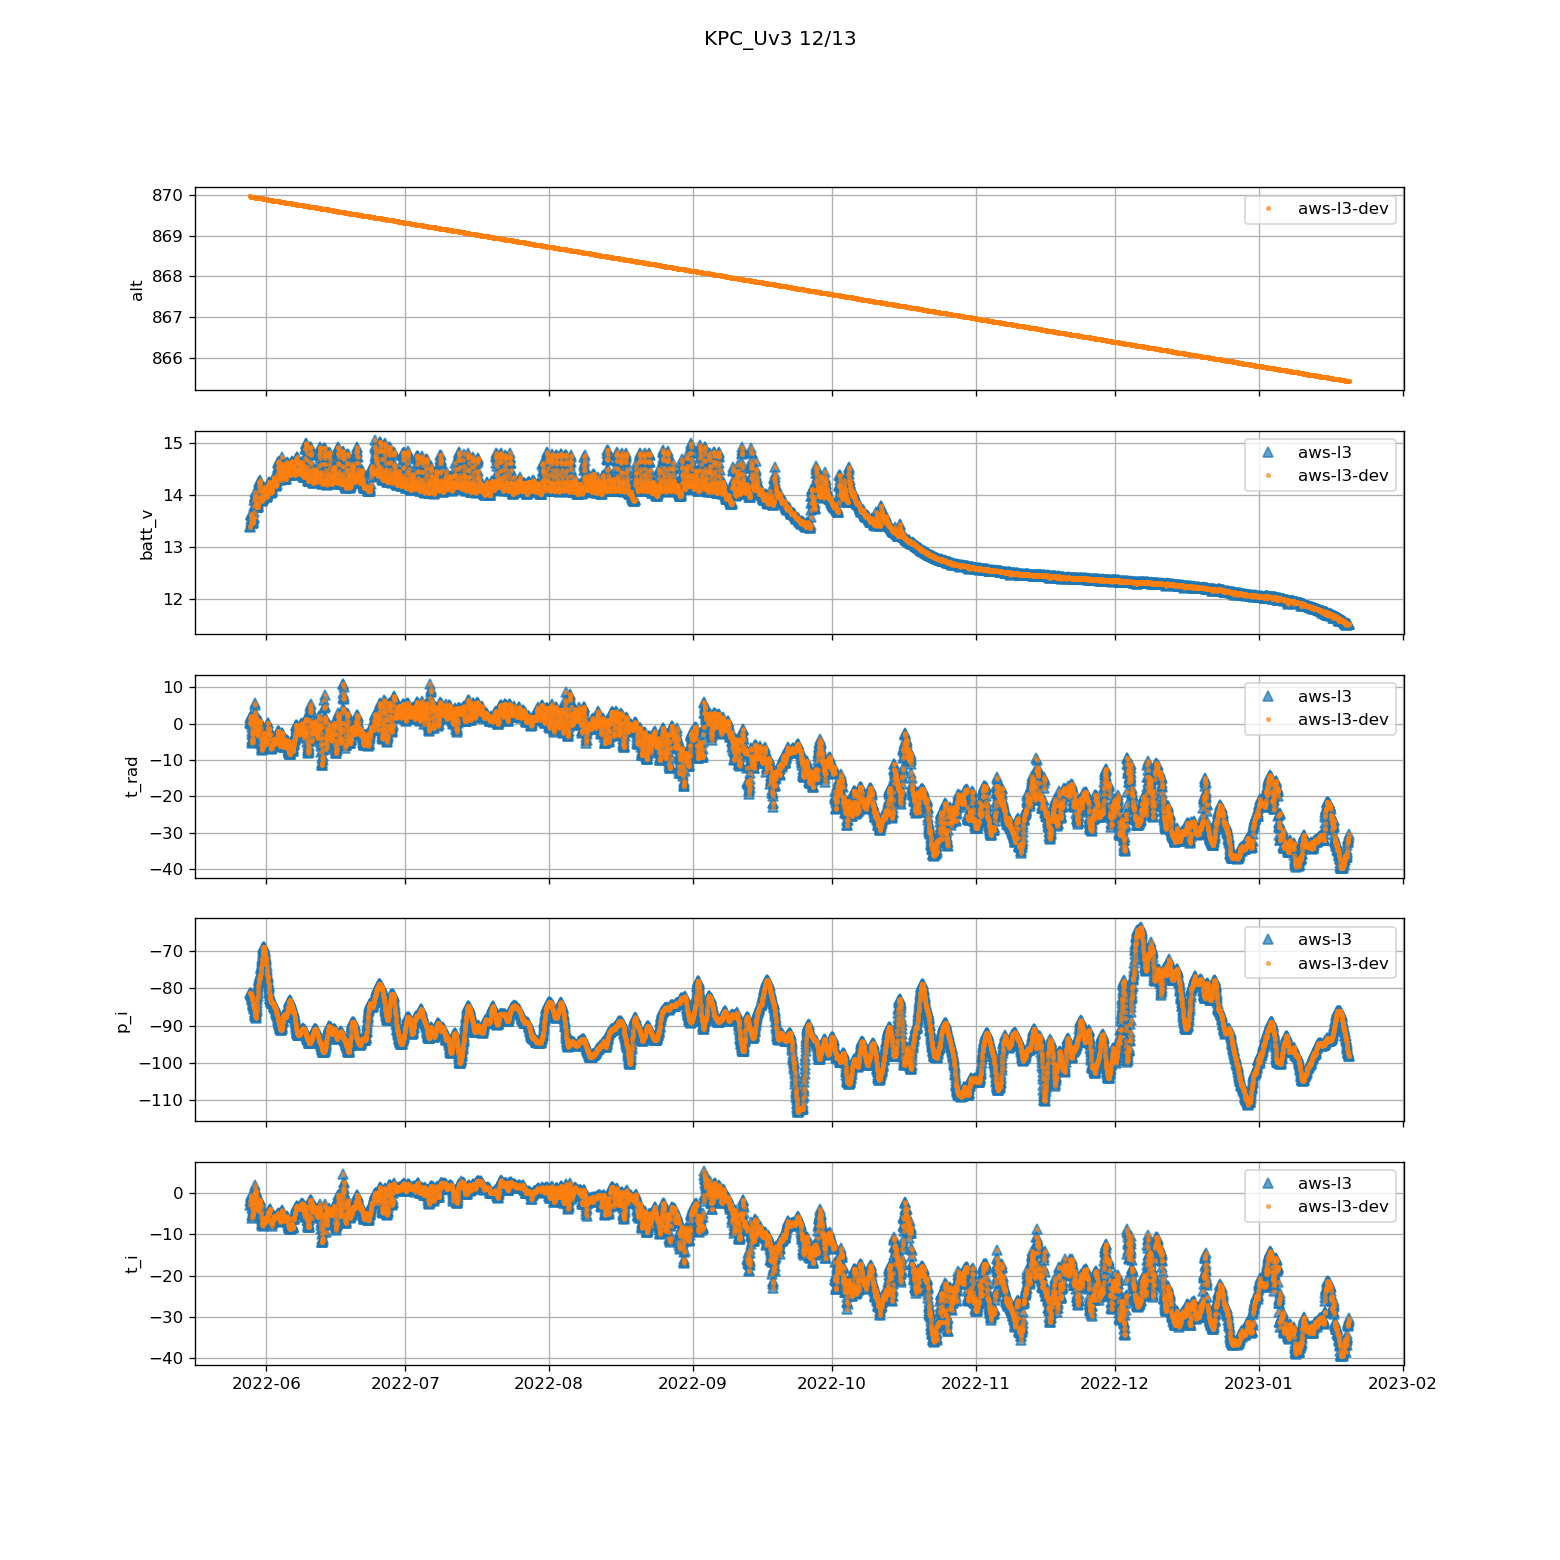 KPC_Uv3 12/13
870
869
868
867
866
alt
aws-l3-dev
15
14
13
12
batt_v
aws-l3
aws-l3-dev
10
0
−10
−20
−30
−40
t_rad
aws-l3
aws-l3-dev
−70
−80
−90
−100
−110
p_i
aws-l3
aws-l3-dev
0
−10
−20
−30
−40
t_i
aws-l3
aws-l3-dev
2022-06 2022-07 2022-08 2022-09 2022-10 2022-11 2022-12 2023-01 2023-02